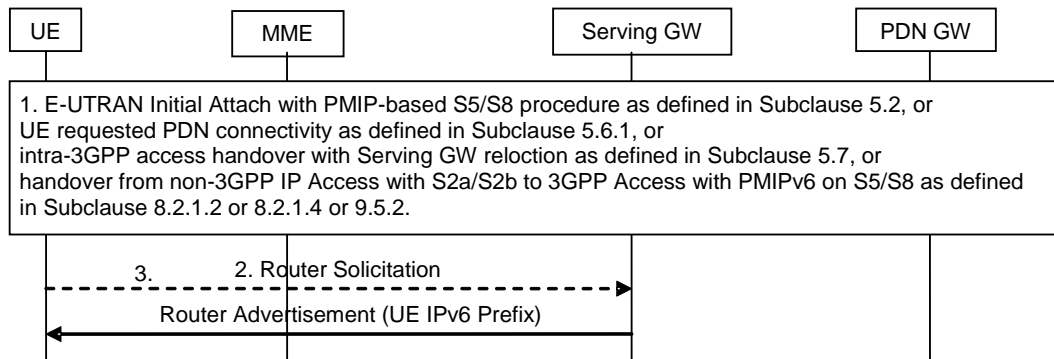 UE
MME
Serving GW
PDN GW
1. E-UTRAN Initial Attach with PMIP-based S5/S8 procedure as defined in Subclause 5.2, or
UE requested PDN connectivity as defined in Subclause 5.6.1, or
intra-3GPP access handover with Serving GW reloction as defined in Subclause 5.7, or
handover from non-3GPP IP Access with S2a/S2b to 3GPP Access with PMIPv6 on S5/S8 as defined
in Subclause 8.2.1.2 or 8.2.1.4 or 9.5.2.
3.
2. Router Solicitation
Router Advertisement (UE IPv6 Prefix)